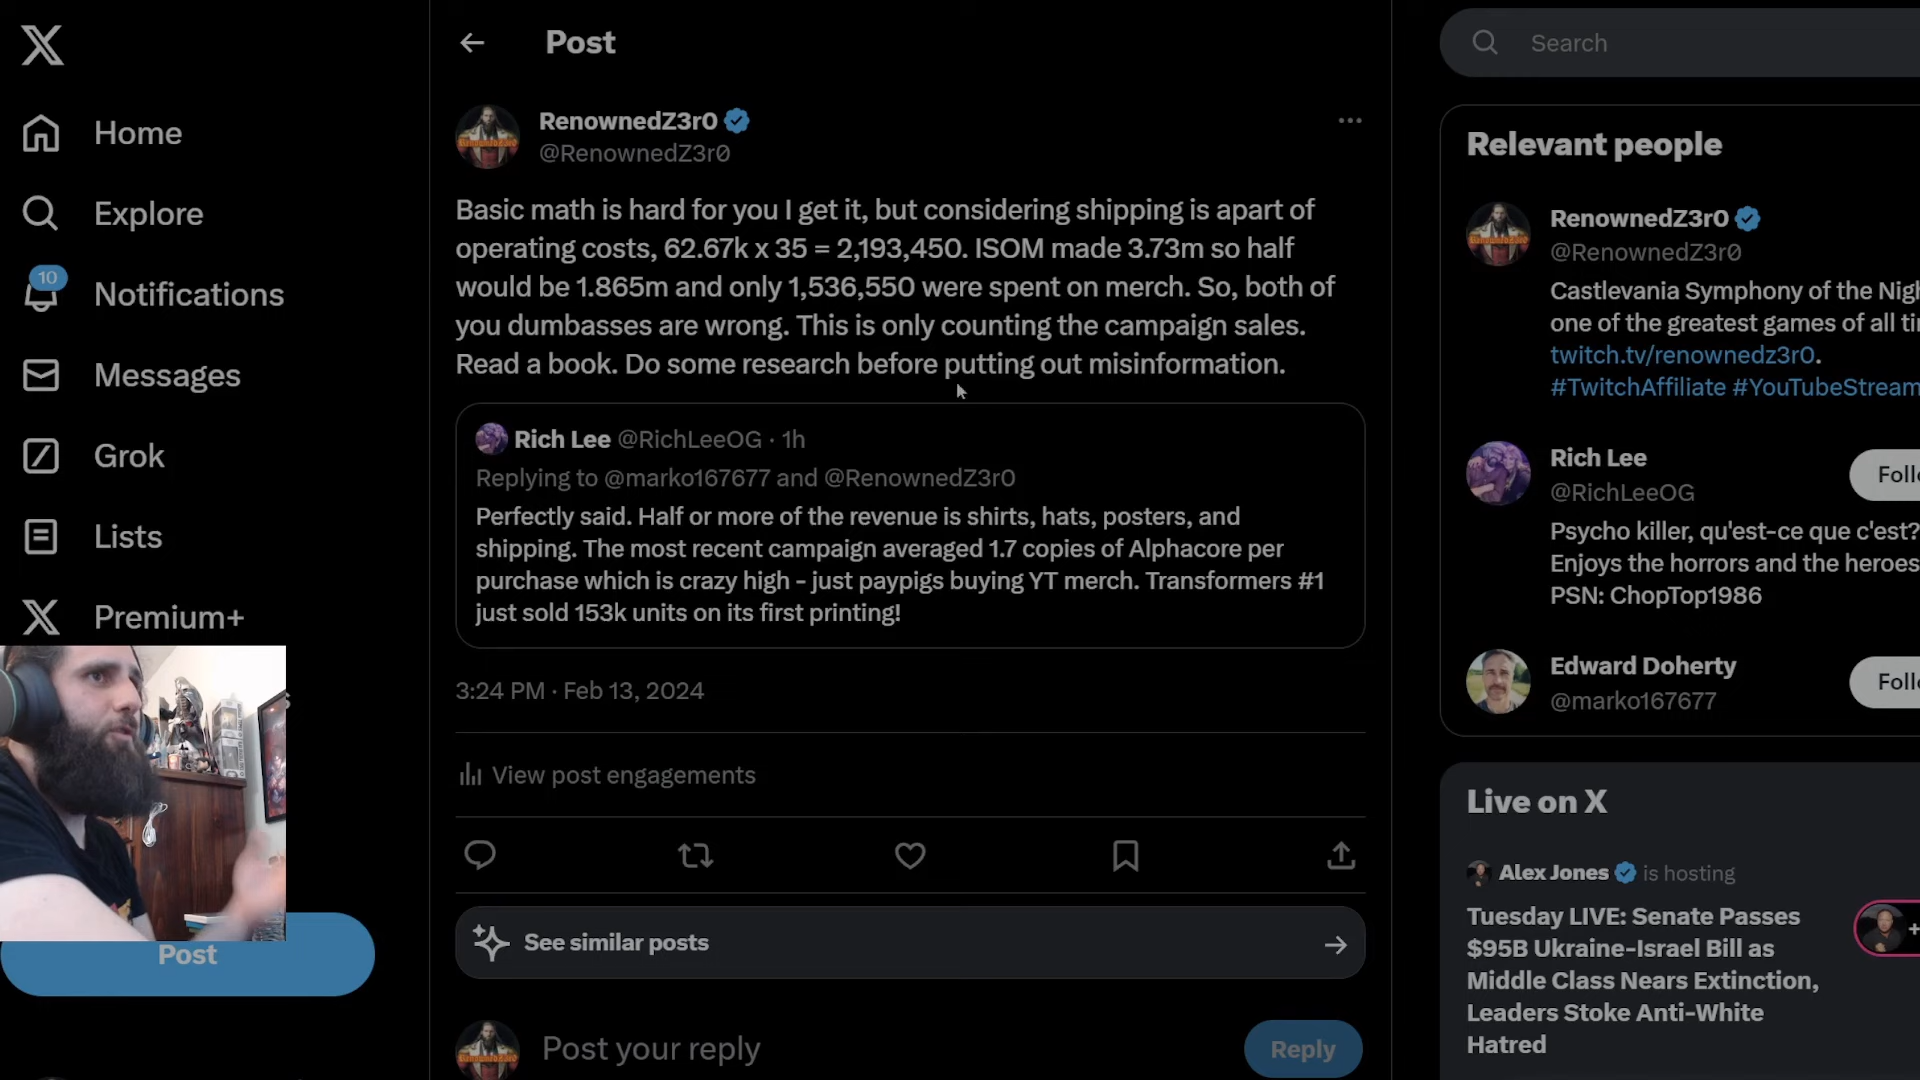 Home
Explore
10
Notifications
Messages
Grok
Lists
Premium+
Post
Post
RenownedZ3r0
@RenownedZ3r0
Basic math is hard for you I get it, but considering shipping is apart of
operating costs, 62.67k x 35 = 2,193,450. ISOM made 3.73m so half
would be 1.865m and only 1,536,550 were spent on merch. So, both of
you dumbasses are wrong. This is only counting the campaign sales.
Read a book. Do some research before putting out misinformation.
Rich Lee @RichLeeOG · 1h
Replying to @marko167677 and @RenownedZ3r0
Perfectly said. Half or more of the revenue is shirts, hats, posters, and
shipping. The most recent campaign averaged 1.7 copies of Alphacore per
purchase which is crazy high - just paypigs buying YT merch. Transformers #1
just sold 153k units on its first printing!
3:24 PM · Feb 13, 2024
View post engagements
See similar posts
Post your reply
Reply
Search
Relevant people
RenownedZ3r0
@RenownedZ3r0
Castlevania Symphony of the Nigh
one of the greatest games of all tir
twitch.tv/renownedz3r0.
#TwitchAffiliate #YouTubeStream
Rich Lee
@RichLeeOG
Follo
Psycho killer, qu'est-ce que c'est?
Enjoys the horrors and the heroes
PSN: ChopTop1986
Edward Doherty
@marko167677
Follo
Live on X
Alex Jones is hosting
Tuesday LIVE: Senate Passes
$95B Ukraine-Israel Bill as
Middle Class Nears Extinction,
Leaders Stoke Anti-White
Hatred
+